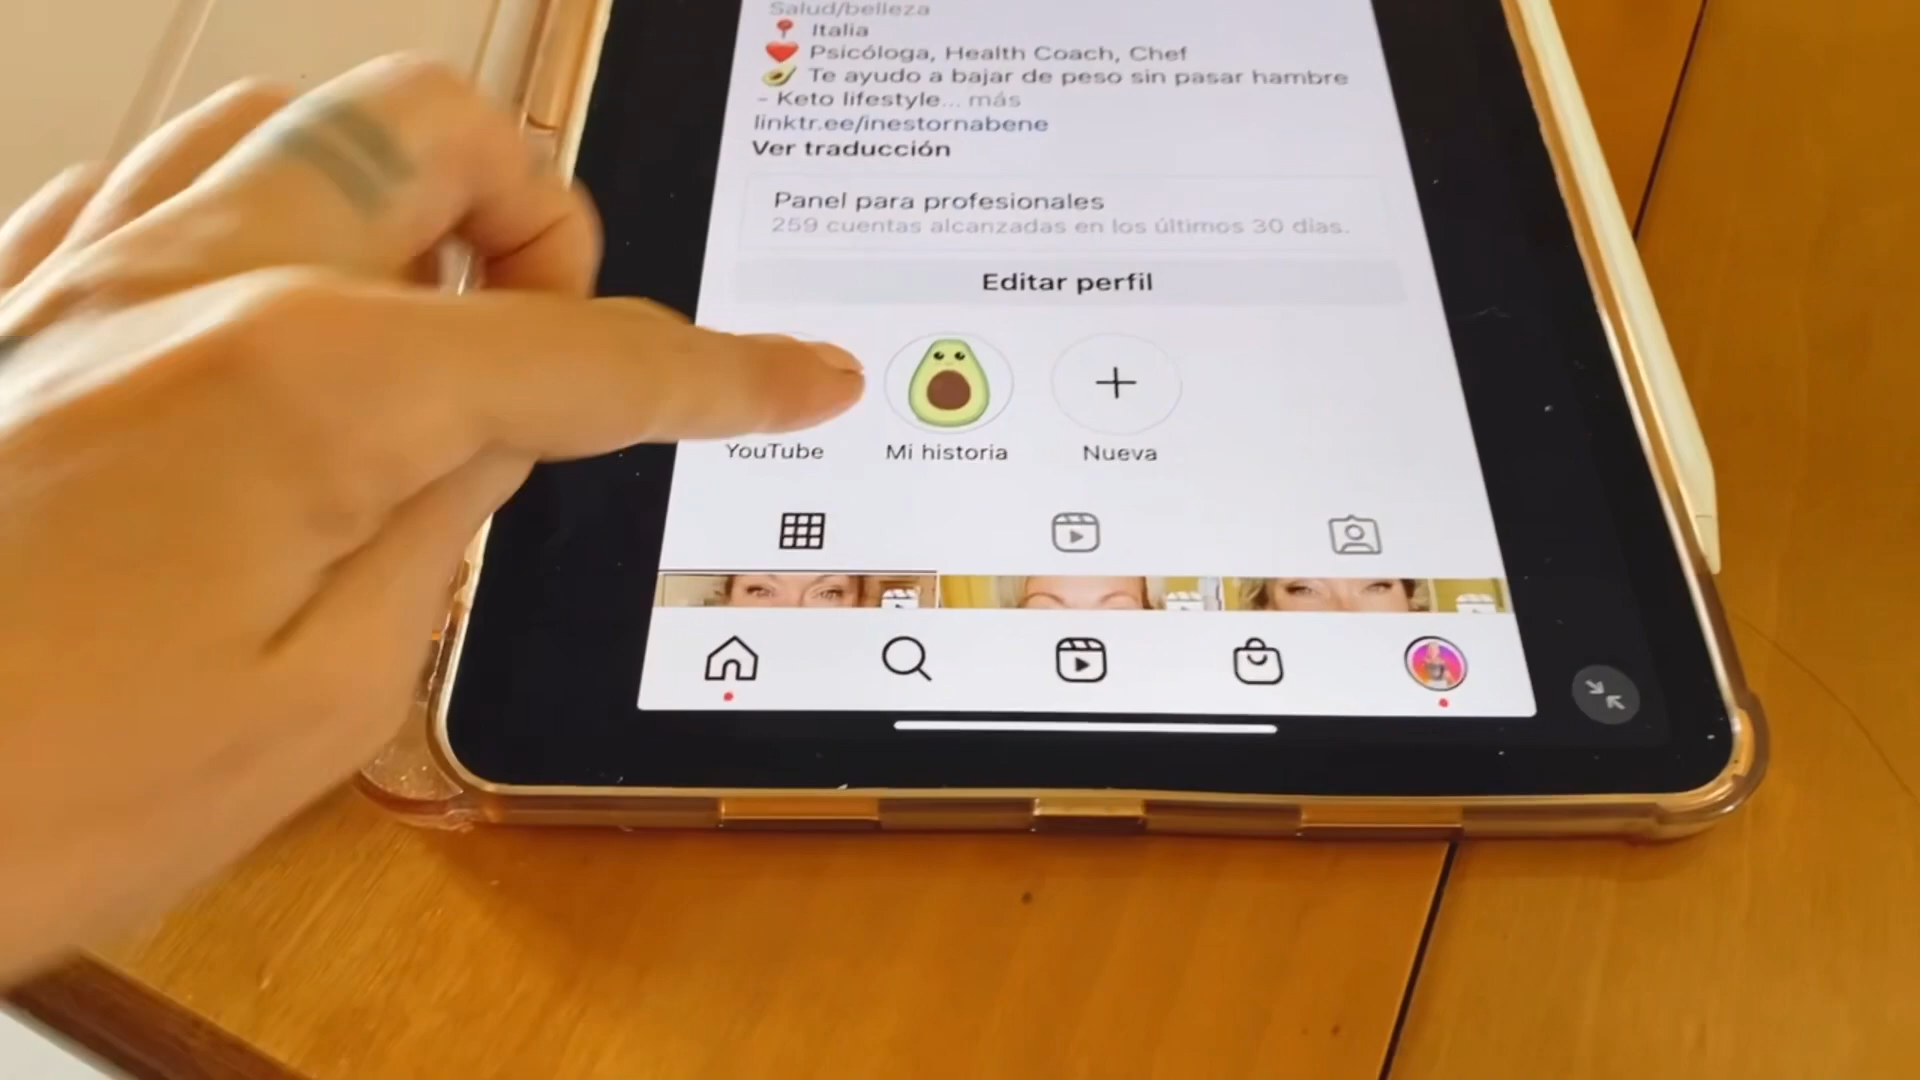 Salud/belleza
📍 Italia
❤️ Psicóloga, Health Coach, Chef
🥑 Te ayudo a bajar de peso sin pasar hambre
- Keto lifestyle... más
linktr.ee/inestornabene
Ver traducción
Panel para profesionales
259 cuentas alcanzadas en los últimos 30 días.
Editar perfil
YouTube Mi historia Nueva